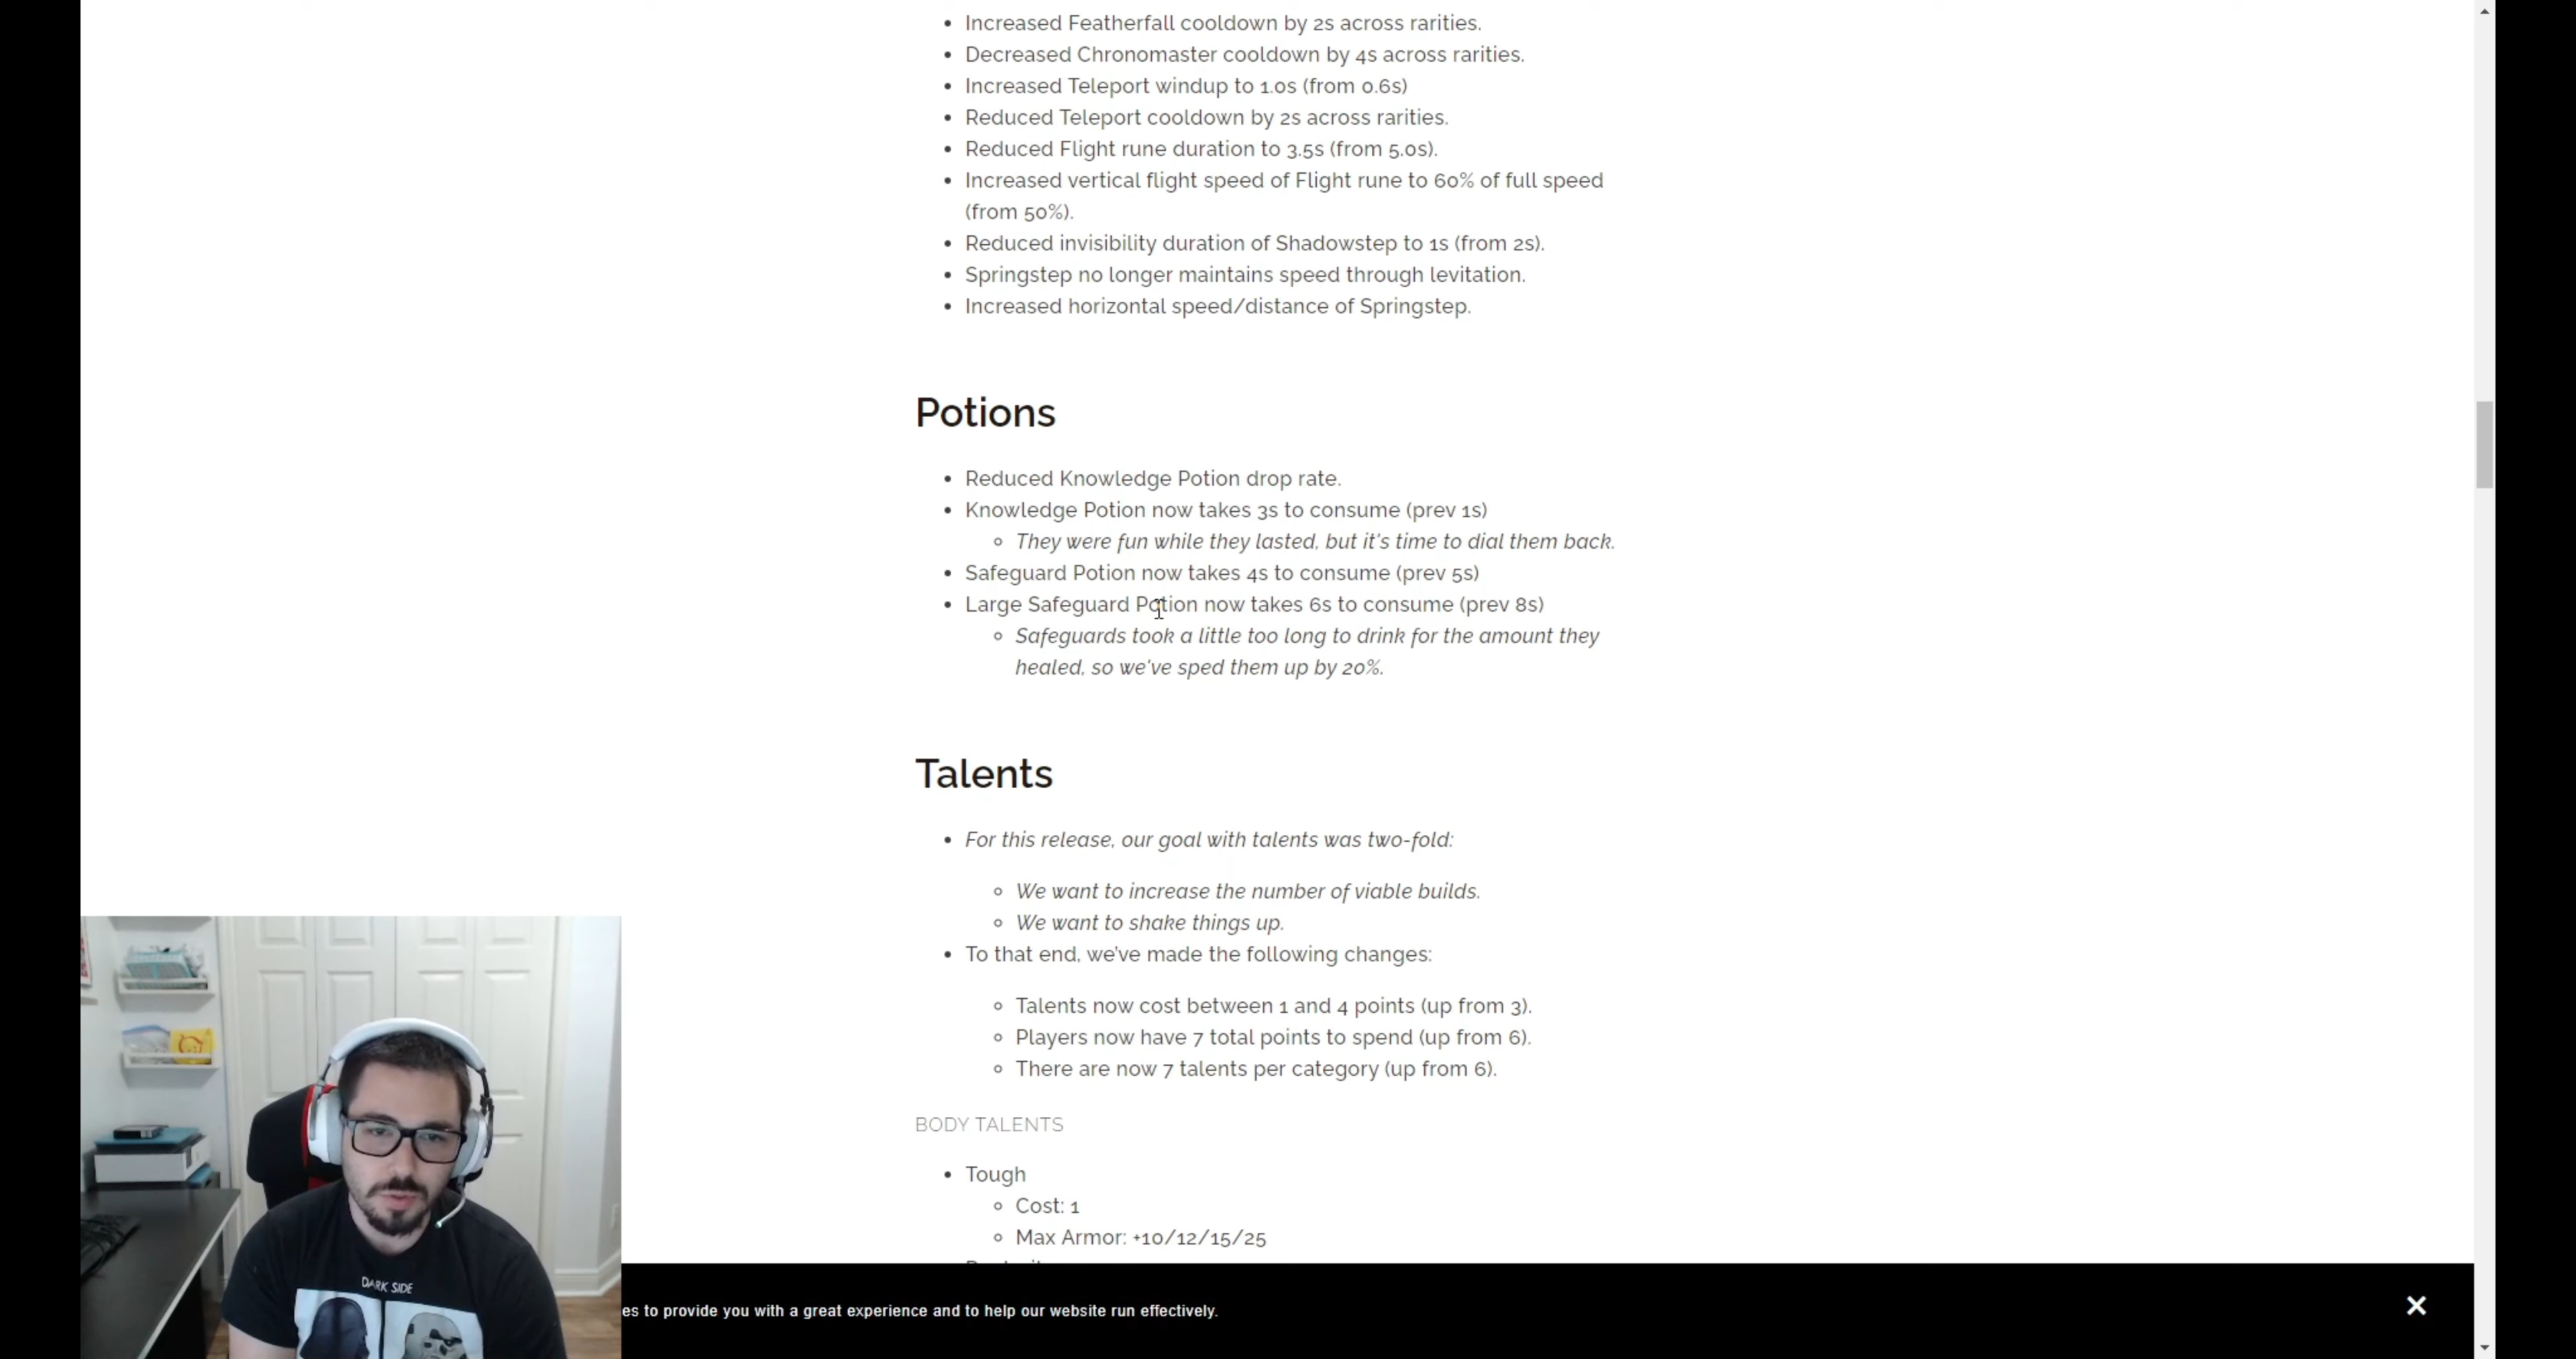 Increased Featherfall cooldown by 2s across rarities.
Decreased Chronomaster cooldown by 4s across rarities.
Increased Teleport windup to 1.0s (from 0.6s)
Reduced Teleport cooldown by 2s across rarities.
Reduced Flight rune duration to 3.5s (from 5.0s).
Increased vertical flight speed of Flight rune to 60% of full speed
(from 50%).
Reduced invisibility duration of Shadowstep to 1s (from 2s).
Springstep no longer maintains speed through levitation.
Increased horizontal speed/distance of Springstep.
Potions
Reduced Knowledge Potion drop rate.
Knowledge Potion now takes 3s to consume (prev 1s)
They were fun while they lasted, but it's time to dial them back.
Safeguard Potion now takes 4s to consume (prev 5s)
Large Safeguard Potion now takes 6s to consume (prev 8s)
Safeguards took a little too long to drink for the amount they
healed, so we've sped them up by 20%.
Talents
For this release, our goal with talents was two-fold:
We want to increase the number of viable builds.
We want to shake things up.
To that end, we've made the following changes:
Talents now cost between 1 and 4 points (up from 3).
Players now have 7 total points to spend (up from 6).
There are now 7 talents per category (up from 6).
BODY TALENTS
Tough
Cost: 1
Max Armor: +10/12/15/25
DARK SIDE
es to provide you with a great experience and to help our website run effectively.